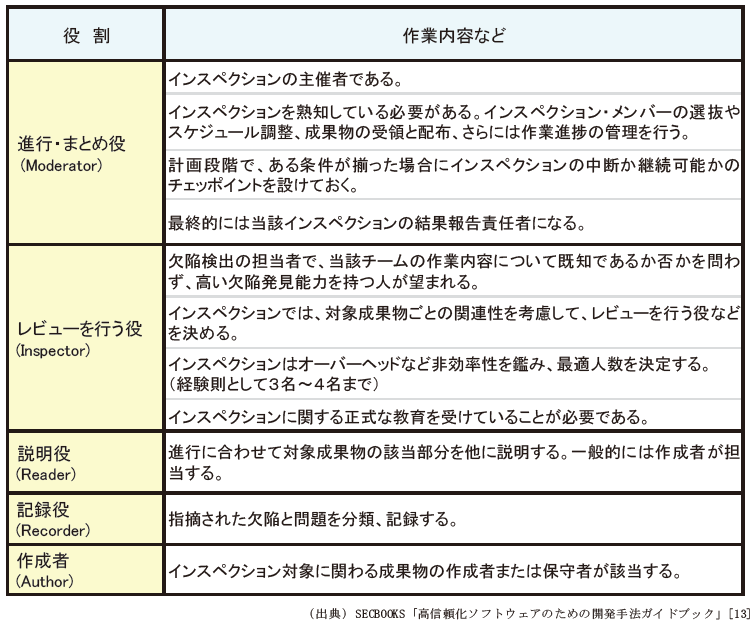 役 割
作業内容など
進行・まとめ役
(Moderator)
インスペクションの主催者である。
インスペクションを熟知している必要がある。インスペクション・メンバーの選抜や
スケジュール調整、成果物の受領と配布、さらには作業進捗の管理を行う。
計画段階で、ある条件が揃った場合にインスペクションの中断か継続可能かの
チェッポイントを設けておく。
最終的には当該インスペクションの結果報告責任者になる。
レビューを行う役
(Inspector)
欠陥検出の担当者で、当該チームの作業内容について既知であるか否かを問わ
ず、高い欠陥発見能力を持つ人が望まれる。
インスペクションでは、対象成果物ごとの関連性を考慮して、レビューを行う役など
を決める。
インスペクションはオーバーヘッドなど非効率性を鑑み、最適人数を決定する。
（経験則として３名～４名まで）
インスペクションに関する正式な教育を受けていることが必要である。
説明役
(Reader)
進行に合わせて対象成果物の該当部分を他に説明する。一般的には作成者が担
当する。
記録役
(Recorder)
指摘された欠陥と問題を分類、記録する。
作成者
(Author)
インスペクション対象に関わる成果物の作成者または保守者が該当する。
（出典）SECBOOKS「高信頼化ソフトウェアのための開発手法ガイドブック」[13]